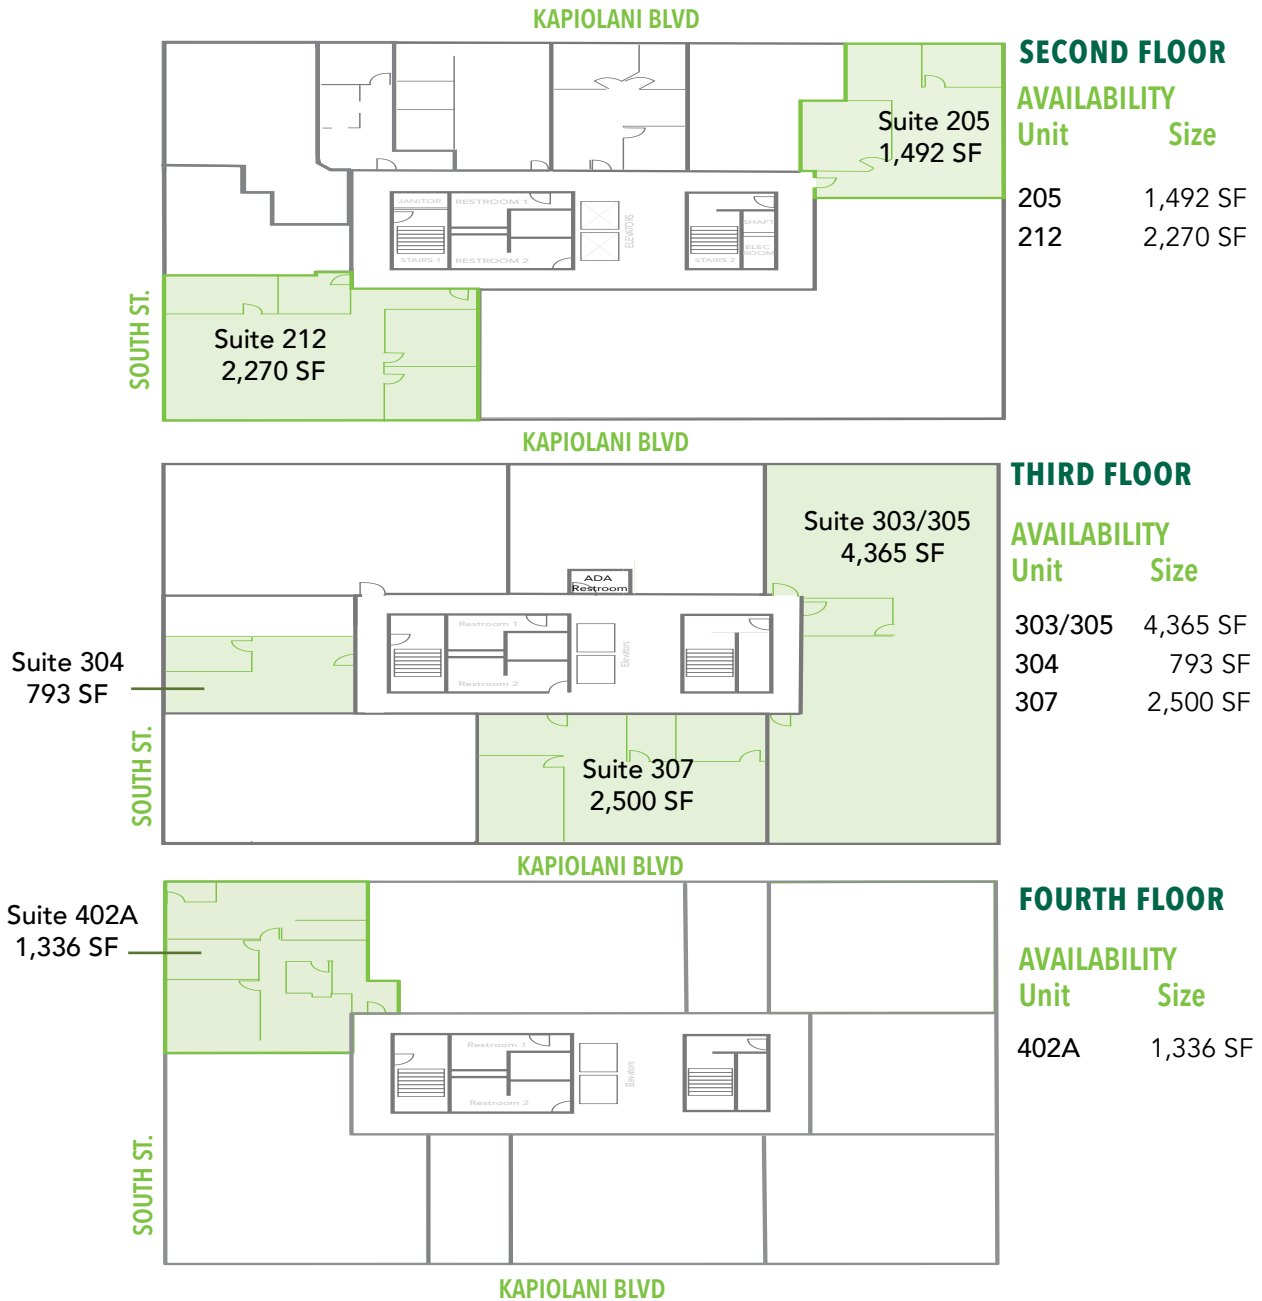 KAPIOLANI BLVD
SECOND FLOOR
AVAILABILITY
Unit Size
205 1,492 SF
212 2,270 SF
Suite 205
1,492 SF
JANITOR
RESTROOM 1
ELEVATORS
SHAFT
ELEC.
ROOM
STAIRS 1
RESTROOM 2
STAIRS 2
SOUTH ST.
Suite 212
2,270 SF
KAPIOLANI BLVD
THIRD FLOOR
AVAILABILITY
Unit Size
303/305 4,365 SF
304 793 SF
307 2,500 SF
Suite 303/305
4,365 SF
ADA
Restroom
Restroom 1
Elevators
Restroom 2
Suite 304
793 SF
SOUTH ST.
Suite 307
2,500 SF
KAPIOLANI BLVD
FOURTH FLOOR
AVAILABILITY
Unit Size
402A 1,336 SF
Suite 402A
1,336 SF
Restroom 1
Elevators
Restroom 2
SOUTH ST.
KAPIOLANI BLVD